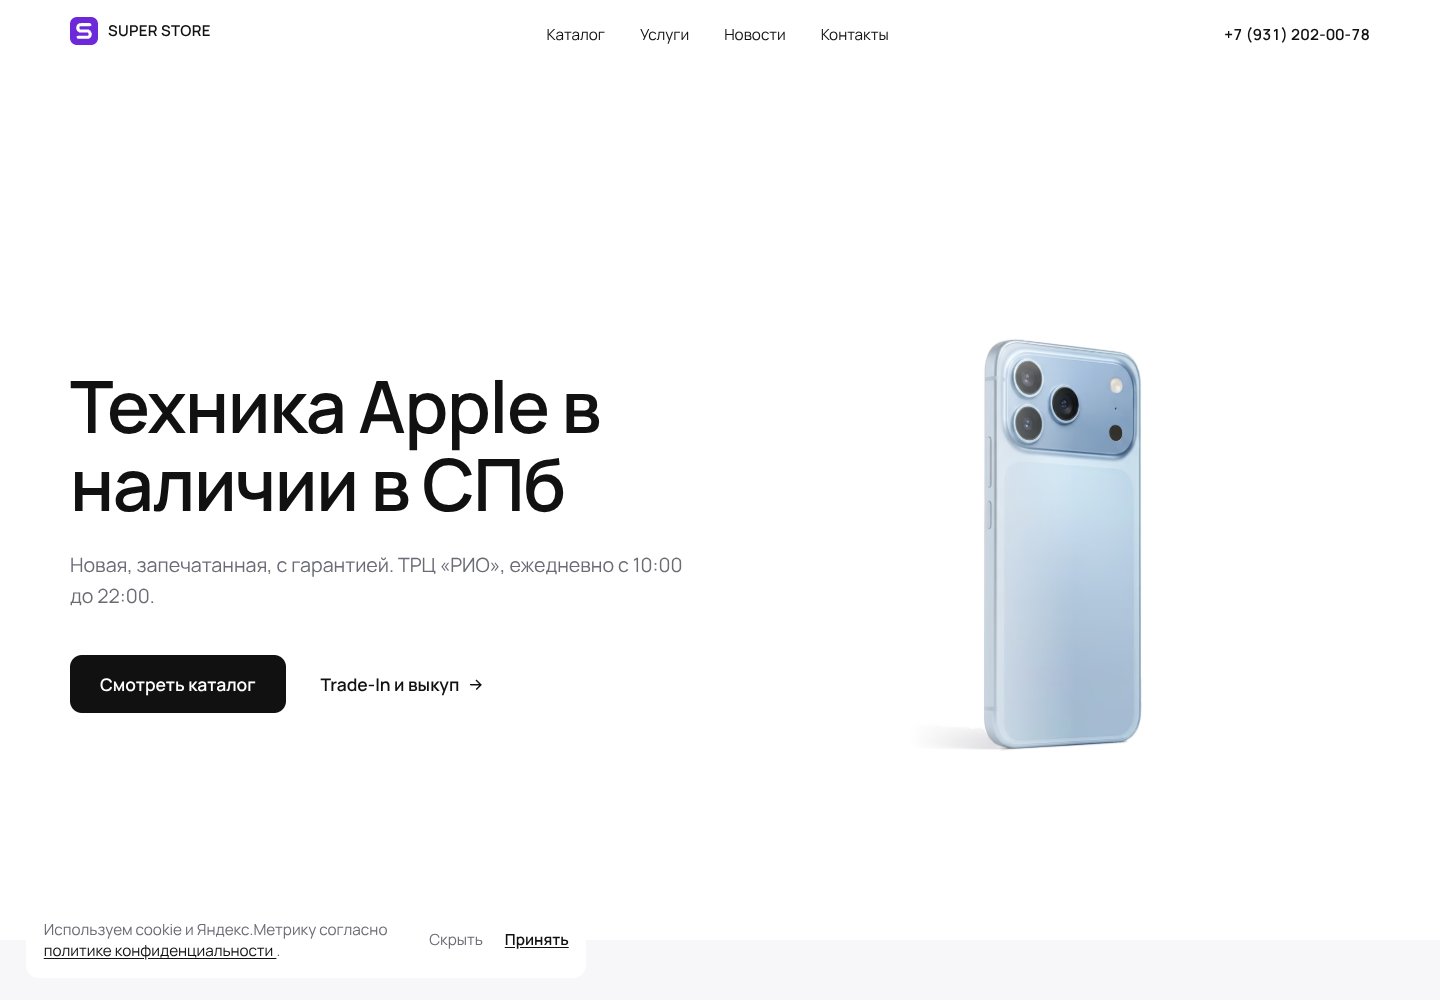 SUPER STORE
Каталог
Услуги
Новости
Контакты
+7 (931) 202-00-78
Техника Apple в
наличии в СПб
Новая, запечатанная, с гарантией. ТРЦ «РИО», ежедневно с 10:00
до 22:00.
Смотреть каталог
Trade-In и выкуп →
Используем cookie и Яндекс.Метрику согласно
политике конфиденциальности .
Скрыть
Принять